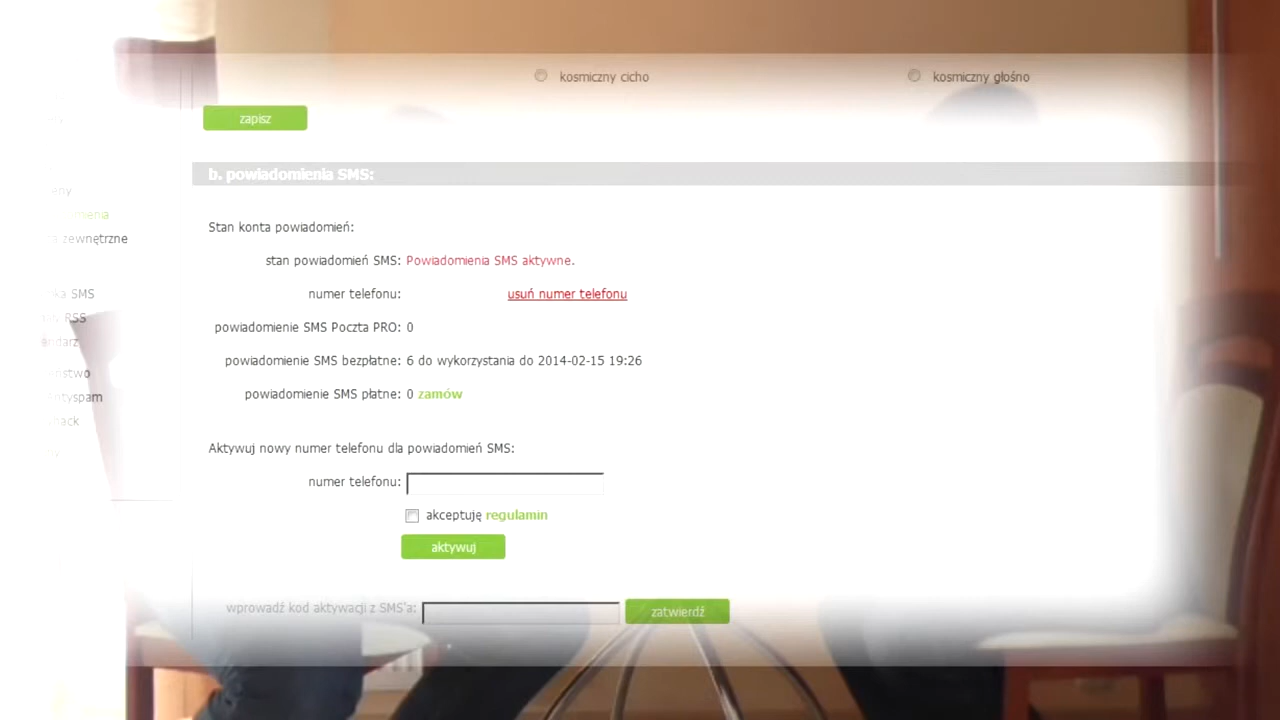 kosmiczny cicho
kosmiczny głośno
zapisz
b. powiadomienia SMS:
zewnętrzne
SMS
RSS
Stan konta powiadomień:
stan powiadomień SMS: Powiadomienia SMS aktywne.
numer telefonu: usuń numer telefonu
powiadomienie SMS Poczta PRO: 0
powiadomienie SMS bezpłatne: 6 do wykorzystania do 2014-02-15 19:26
powiadomienie SMS płatne: 0 zamów
Aktywuj nowy numer telefonu dla powiadomień SMS:
numer telefonu:
akceptuję regulamin
aktywuj
wprowadź kod aktywacji z SMS'a:
zatwierdź